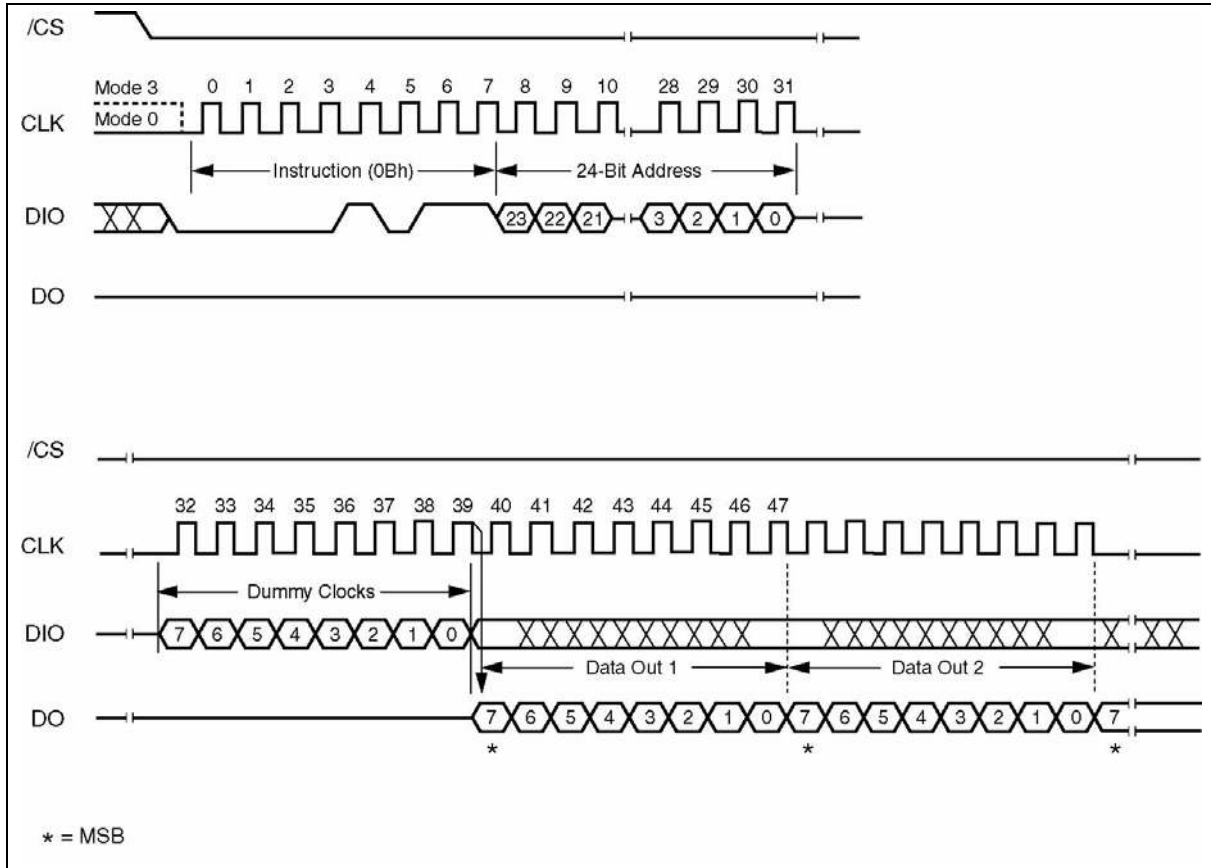 /CS
Mode 3
0 1 2 3 4 5 6 7 8 9 10 28 29 30 31
CLK
Mode 0
Instruction (0Bh)
24-Bit Address
DIO
23 22 21 3 2 1 0
DO
/CS
32 33 34 35 36 37 38 39 40 41 42 43 44 45 46 47
CLK
Dummy Clocks
DIO
7 6 5 4 3 2 1 0
Data Out 1
Data Out 2
DO
7 6 5 4 3 2 1 0 7 6 5 4 3 2 1 0 7
* * *
* = MSB